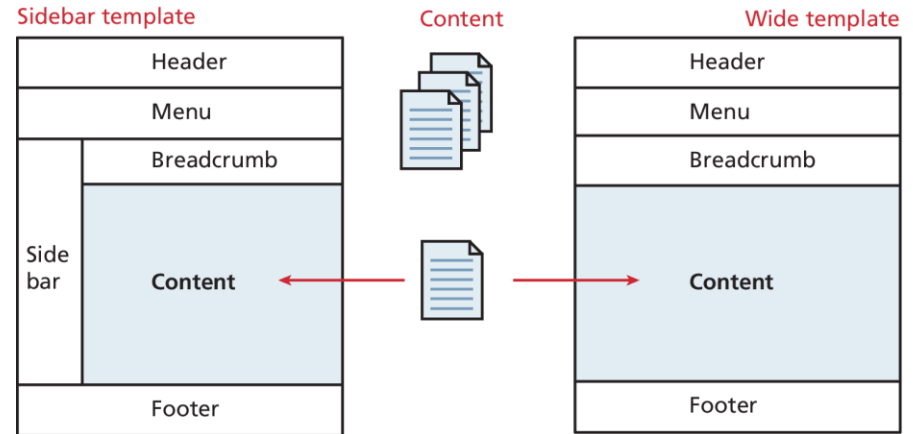 Sidebar template
Content
Wide template
Header
Menu
Breadcrumb
Side
bar
Content
Footer
Header
Menu
Breadcrumb
Content
Footer